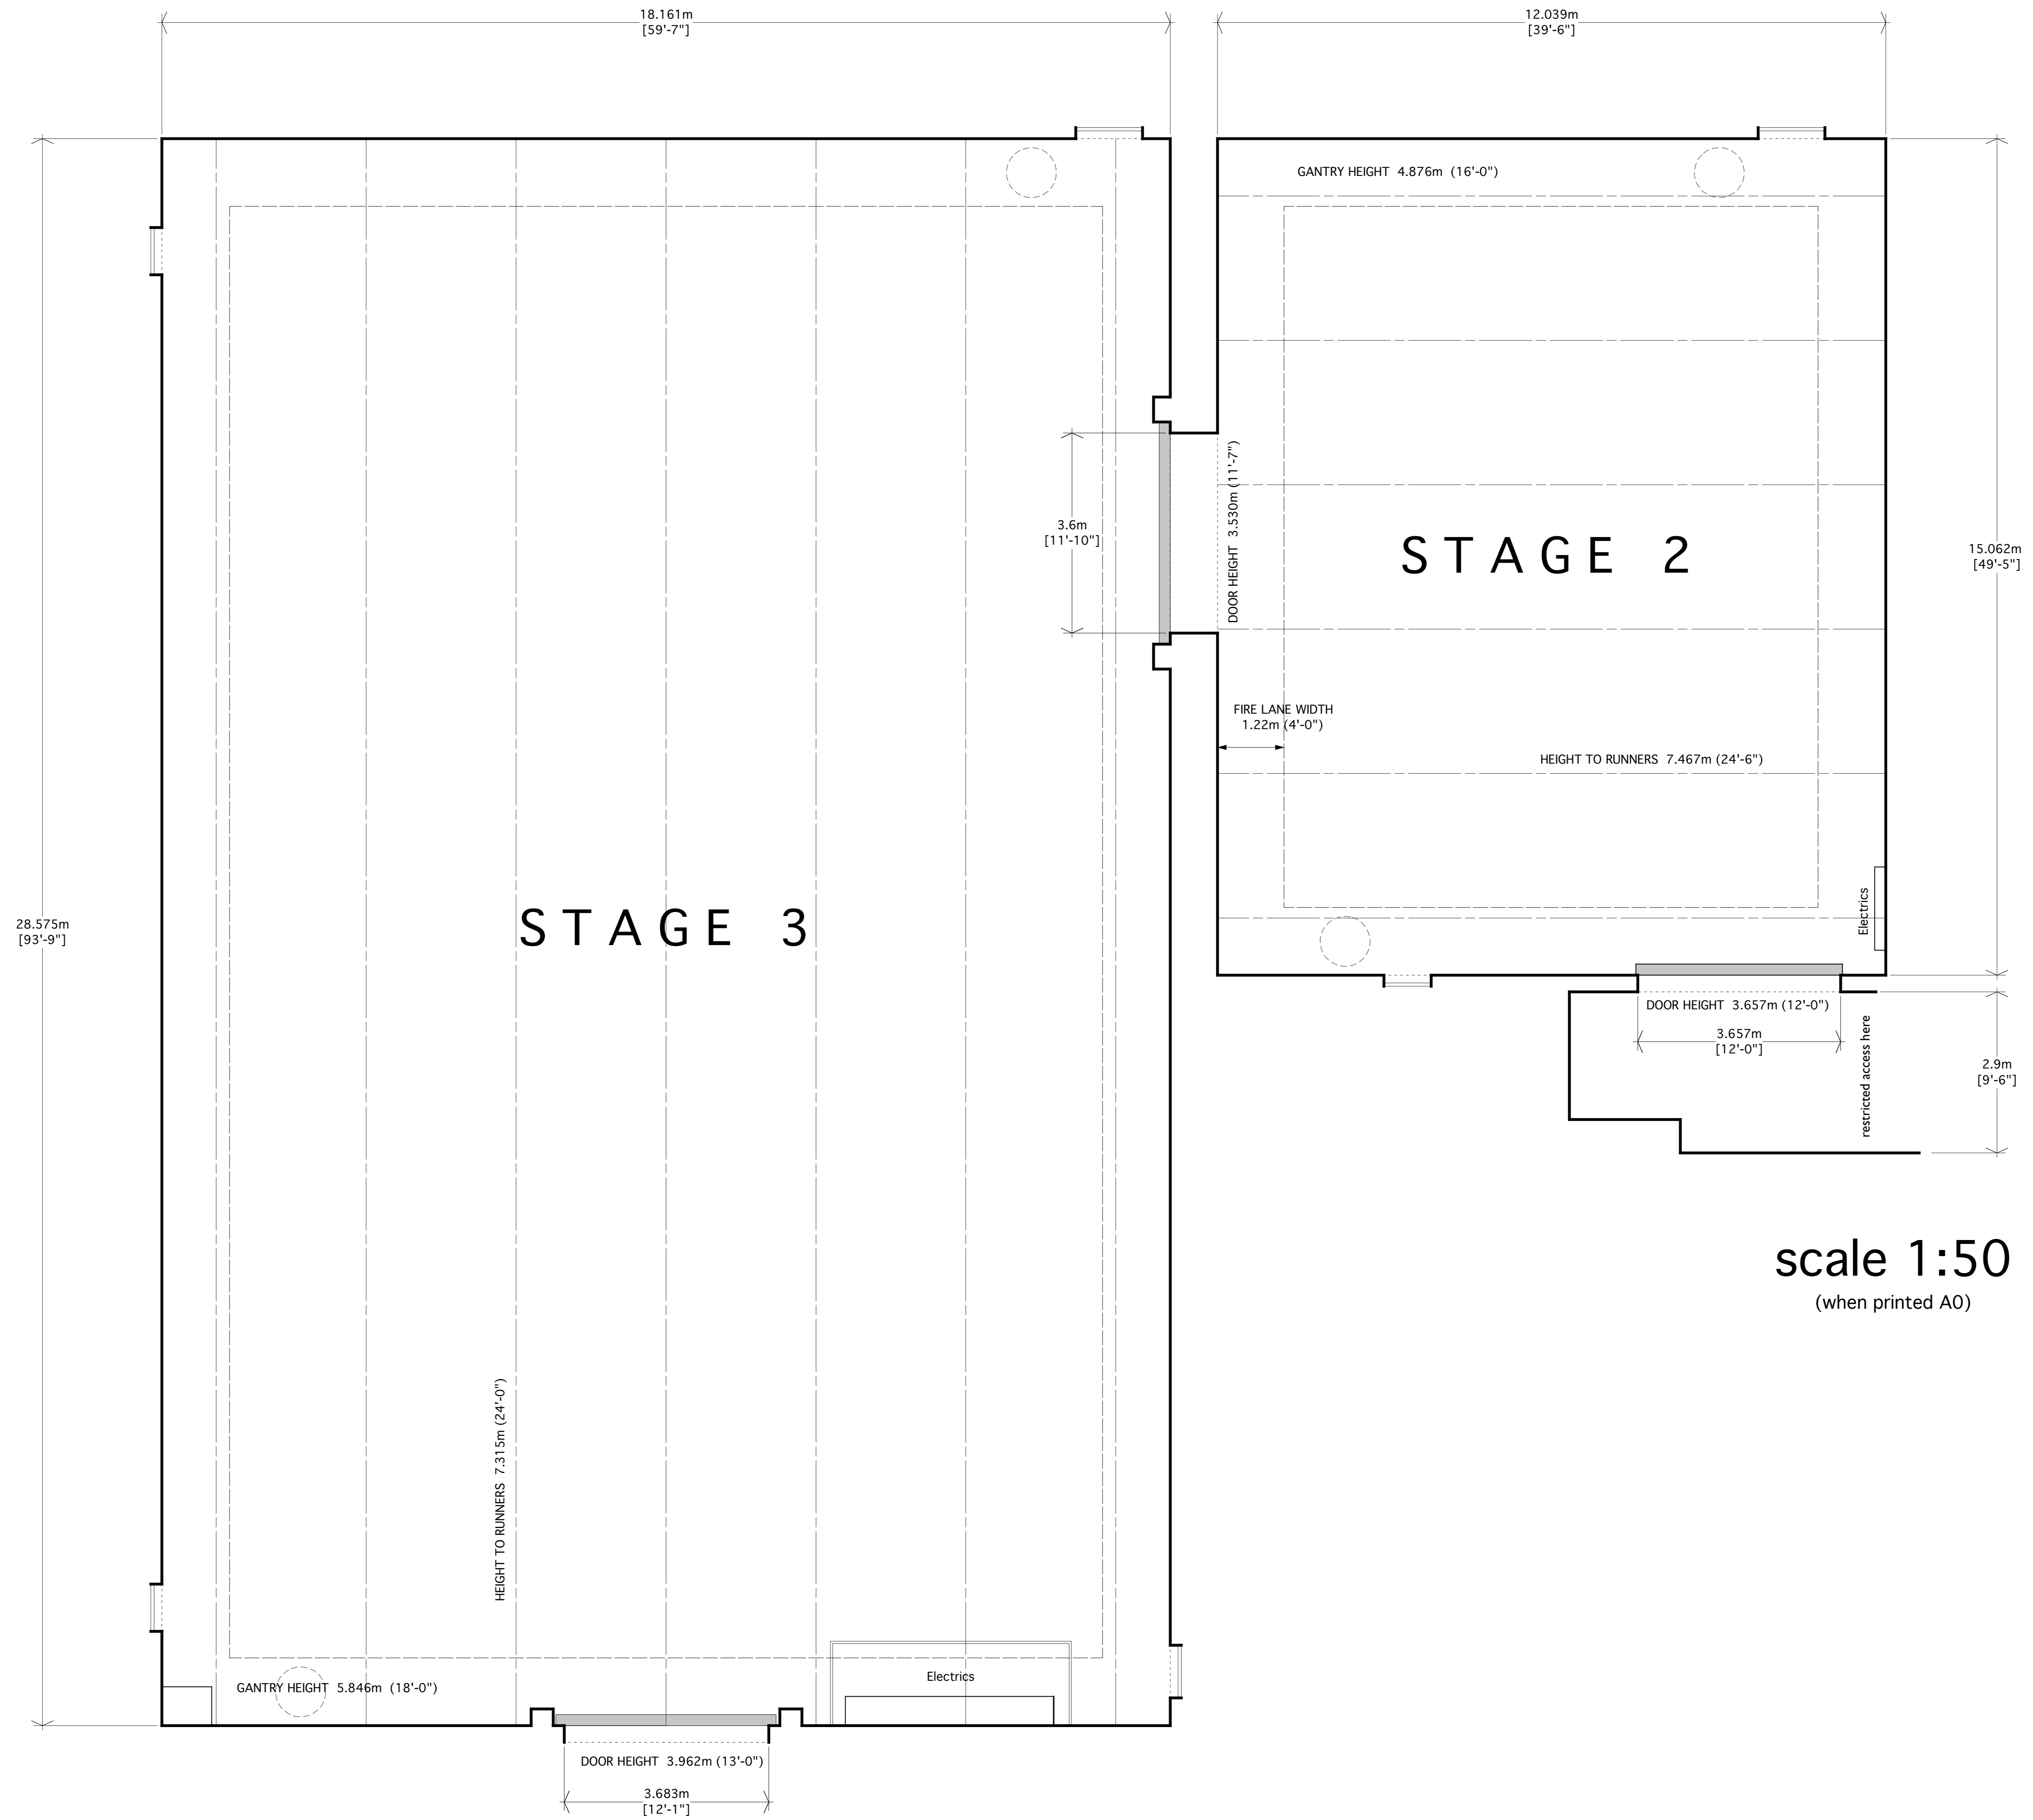 18.161m
[59'-7"]
12.039m
[39'-6"]
GANTRY HEIGHT 4.876m (16'-0")
3.6m
[11'-10"]
DOOR HEIGHT 3.530m (11'-7")
STAGE 2
15.062m
[49'-5"]
FIRE LANE WIDTH
1.22m (4'-0")
HEIGHT TO RUNNERS 7.467m (24'-6")
Electrics
28.575m
[93'-9"]
STAGE 3
DOOR HEIGHT 3.657m (12'-0")
3.657m
[12'-0"]
restricted access here
2.9m
[9'-6"]
scale 1:50
(when printed A0)
HEIGHT TO RUNNERS 7.315m (24'-0")
Electrics
GANTRY HEIGHT 5.846m (18'-0")
DOOR HEIGHT 3.962m (13'-0")
3.683m
[12'-1"]